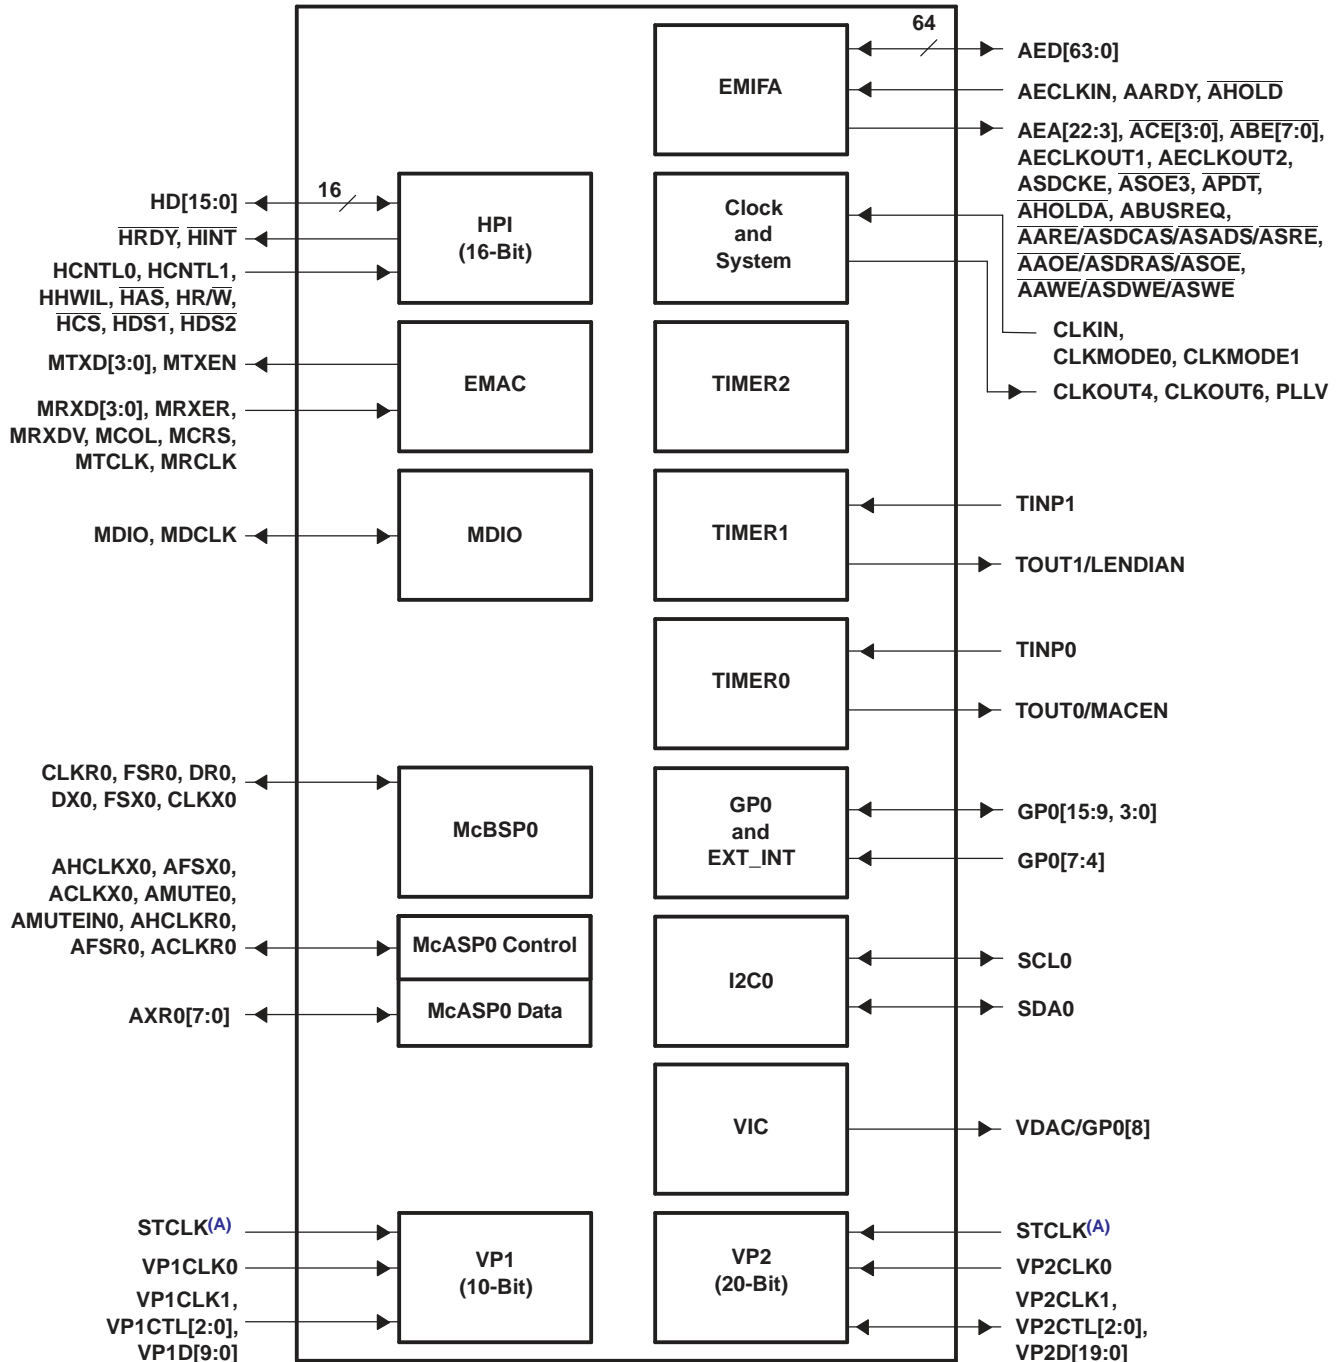 64
EMIFA
AED[63:0]
AECLKIN, AARDY, AHOLD
AEA[22:3], ACE[3:0], ABE[7:0],
AECLKOUT1, AECLKOUT2,
ASDCKE, ASOE3, APDT,
AHOLDA, ABUSREQ,
AARE/ASDCAS/ASADS/ASRE,
AAOE/ASDRAS/ASOE,
AAWE/ASDWE/ASWE
HD[15:0]
16
HRDY, HINT
HCNTL0, HCNTL1,
HHWIL, HAS, HR/W,
HCS, HDS1, HDS2
HPI
(16-Bit)
Clock
and
System
CLKIN,
CLKMODE0, CLKMODE1
CLKOUT4, CLKOUT6, PLLV
MTXD[3:0], MTXEN
MRXD[3:0], MRXER,
MRXDV, MCOL, MCRS,
MTCLK, MRCLK
EMAC
TIMER2
MDIO, MDCLK
MDIO
TIMER1
TINP1
TOUT1/LENDIAN
TIMER0
TINP0
TOUT0/MACEN
CLKR0, FSR0, DR0,
DX0, FSX0, CLKX0
McBSP0
GP0
and
EXT_INT
GP0[15:9, 3:0]
GP0[7:4]
AHCLKX0, AFSX0,
ACLKX0, AMUTE0,
AMUTEIN0, AHCLKR0,
AFSR0, ACLKR0
McASP0 Control
AXR0[7:0]
McASP0 Data
I2C0
SCL0
SDA0
VIC
VDAC/GP0[8]
STCLK(A)
VP1CLK0
VP1CLK1,
VP1CTL[2:0],
VP1D[9:0]
VP1
(10-Bit)
VP2
(20-Bit)
STCLK(A)
VP2CLK0
VP2CLK1,
VP2CTL[2:0],
VP2D[19:0]